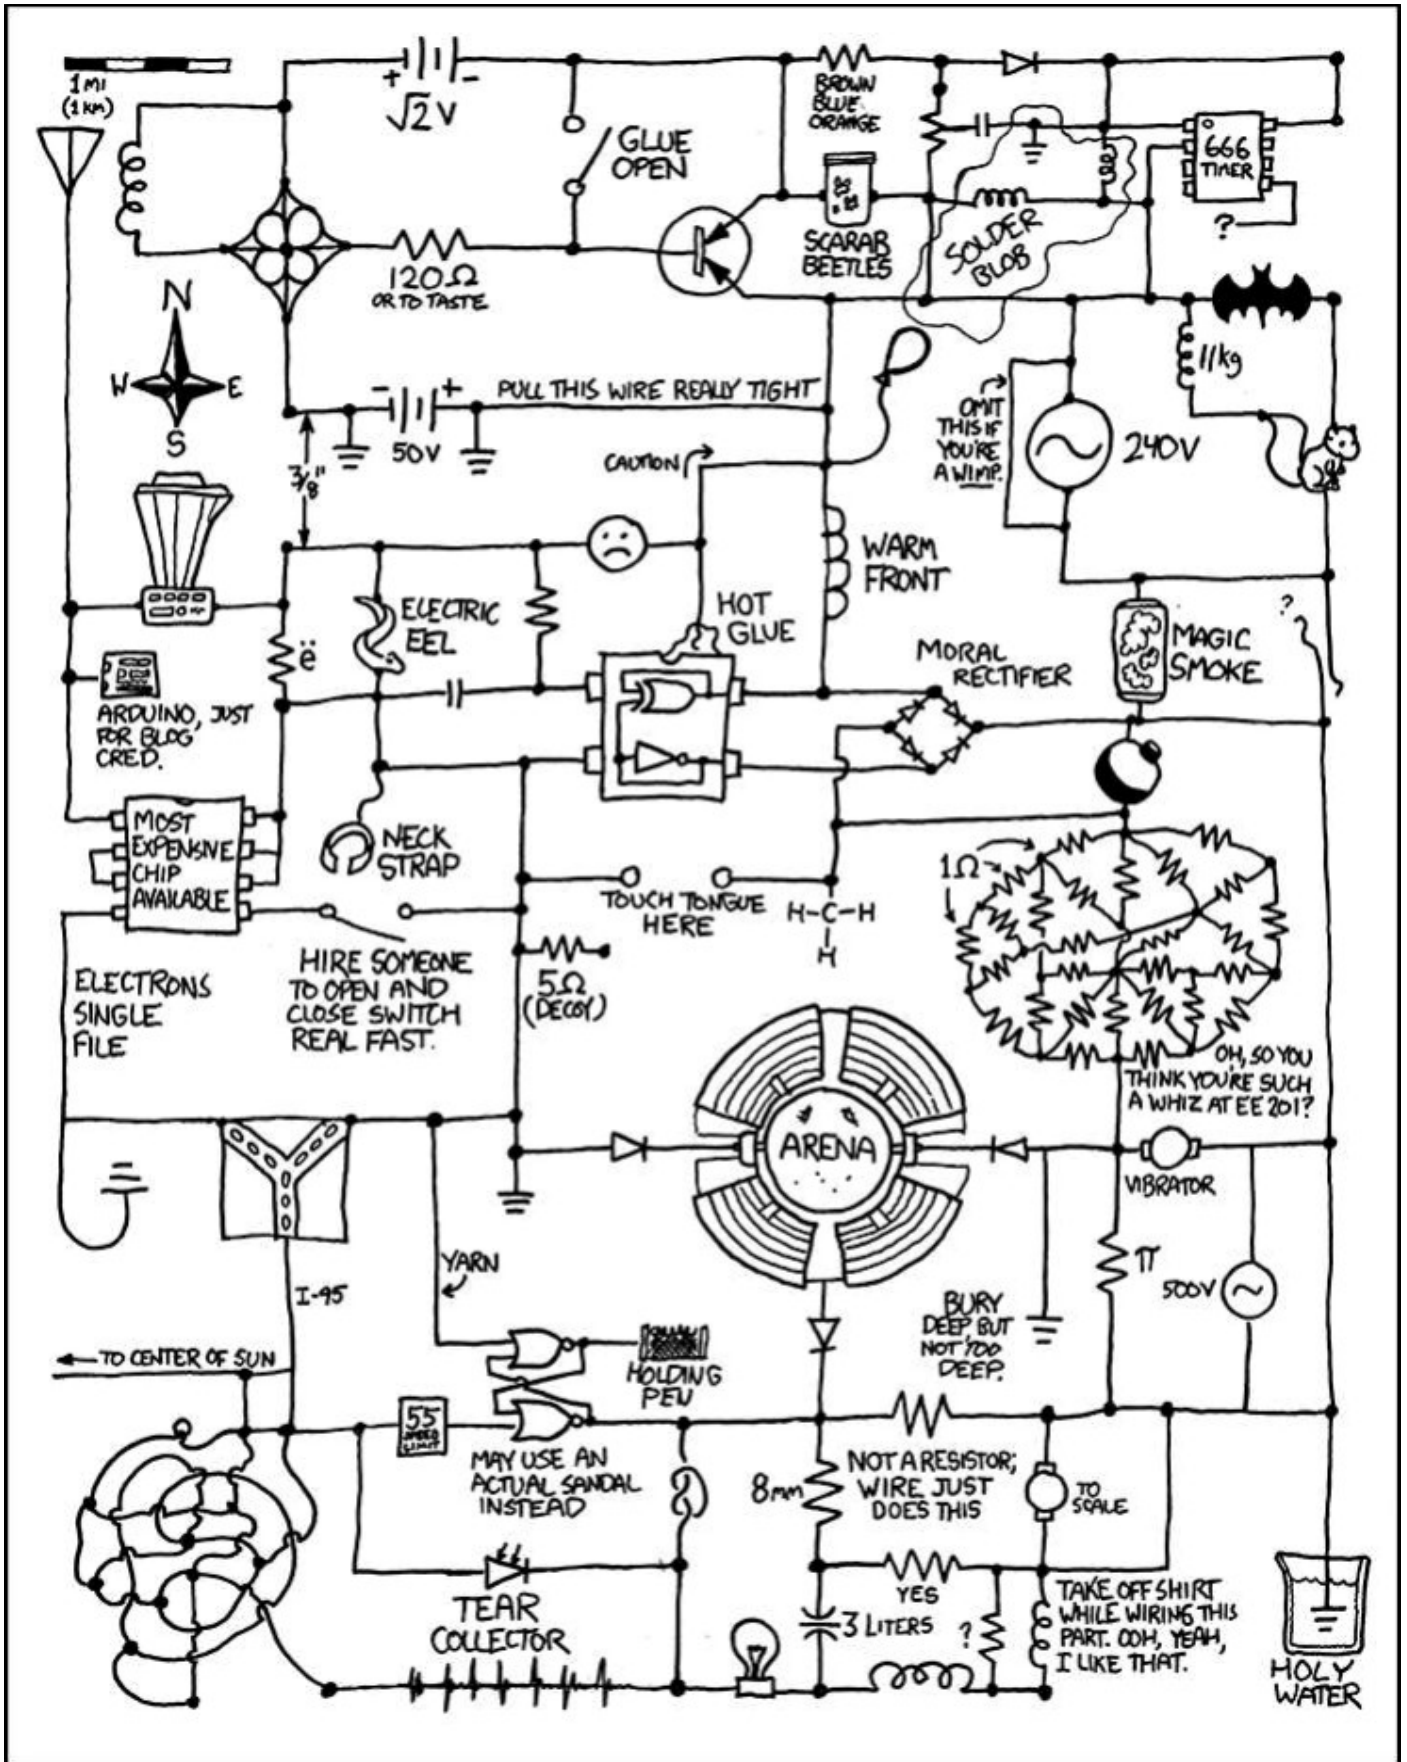 1 MI
(1 KM)
√2 V
+
-
GLUE
OPEN
BROWN
BLUE
ORANGE
666
TIMER
?
SCARAB
BEETLES
SOLDER
BLOB
120Ω
OR TO TASTE
N
W
E
S
-
+
50V
PULL THIS WIRE REALLY TIGHT
3/8"
CAUTION
OMIT
THIS IF
YOU'RE
A WIMP.
240V
11kg
ELECTRIC
EEL
ë
HOT
GLUE
WARM
FRONT
MORAL
RECTIFIER
MAGIC
SMOKE
?
ARDUINO, JUST
FOR BLOG
CRED.
MOST
EXPENSIVE
CHIP
AVAILABLE
NECK
STRAP
TOUCH TONGUE
HERE
H-C-H
H
1Ω
ELECTRONS
SINGLE
FILE
HIRE SOMEONE
TO OPEN AND
CLOSE SWITCH
REAL FAST.
5Ω
(DECOY)
OH, SO YOU
THINK YOU'RE SUCH
A WHIZ AT EE 201?
ARENA
VIBRATOR
π
500V
YARN
I-95
BURY
DEEP, BUT
NOT TOO
DEEP.
TO CENTER OF SUN
HOLDING
PEN
55
SPEED
LIMIT
MAY USE AN
ACTUAL SANDAL
INSTEAD
8mm
NOT A RESISTOR;
WIRE JUST
DOES THIS
TO
SCALE
YES
TEAR
COLLECTOR
3 LITERS
?
TAKE OFF SHIRT
WHILE WIRING THIS
PART. OOH, YEAH,
I LIKE THAT.
HOLY
WATER